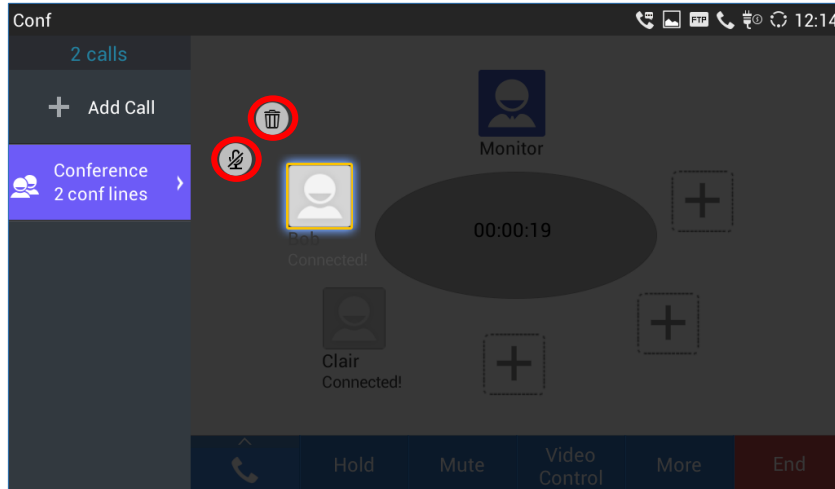 Conf
FTP
12:14
2 calls
Add Call
Conference
2 conf lines
Monitor
00:00:19
Bob
Connected!
Clair
Connected!
Hold
Mute
Video
Control
More
End